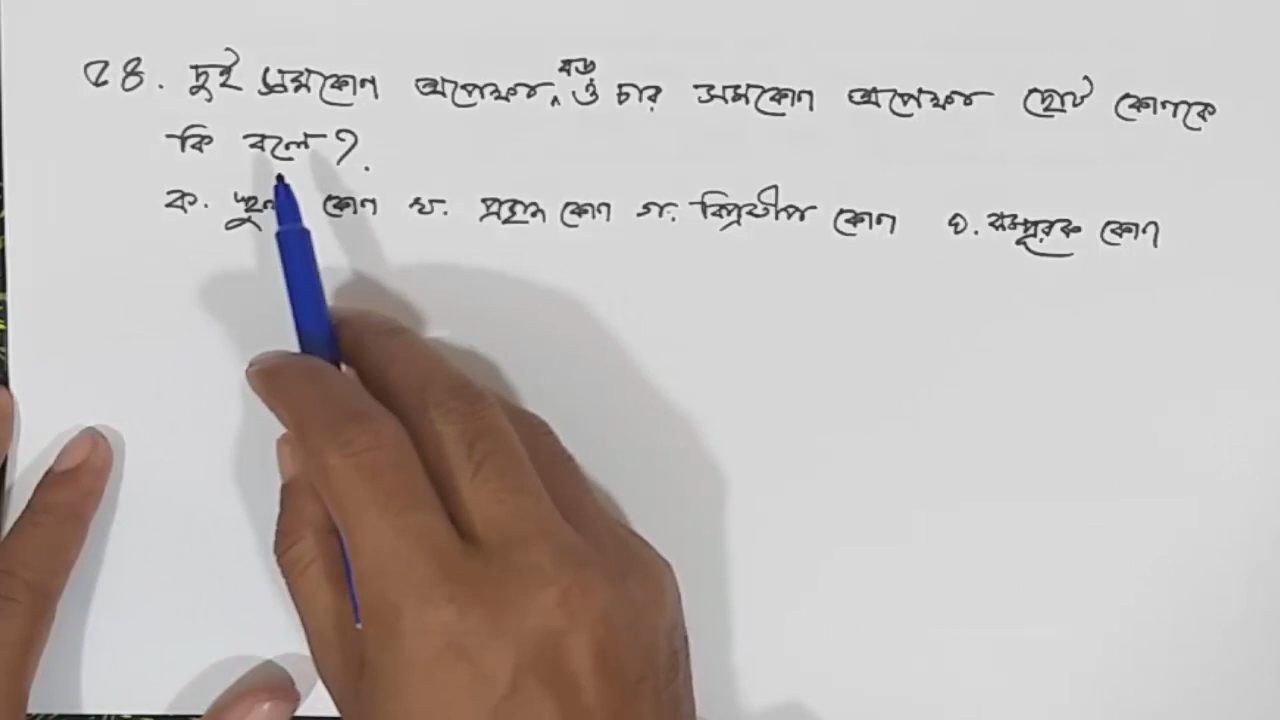 ৫৪. দুই সমকোন অপেক্ষা বড় ও চার সমকোন অপেক্ষা ছোট কোণকে
কি বলে?
ক. স্থূল কোন খ. প্রবৃদ্ধ কোণ গ. বিপ্রতীপ কোণ ঘ. সম্পূরক কোণ